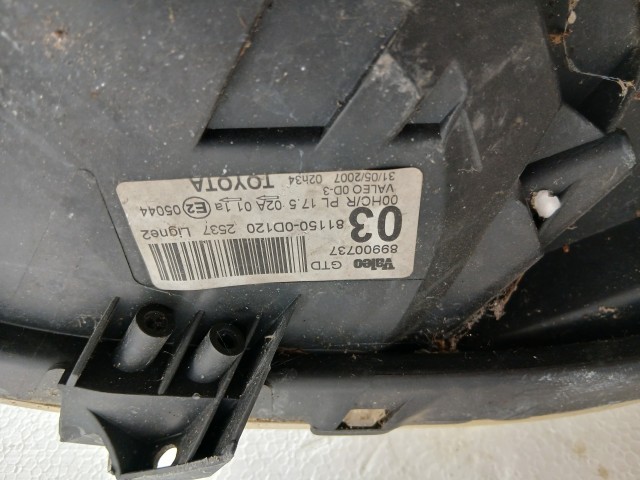 Valeo GTD
89900737
03 81150-0D120 2537 Ligne2
00HC/R PL 17.5 02A 01.1a E2 05044
VALEO 0D-3
31/05/2007 02h34 TOYOTA